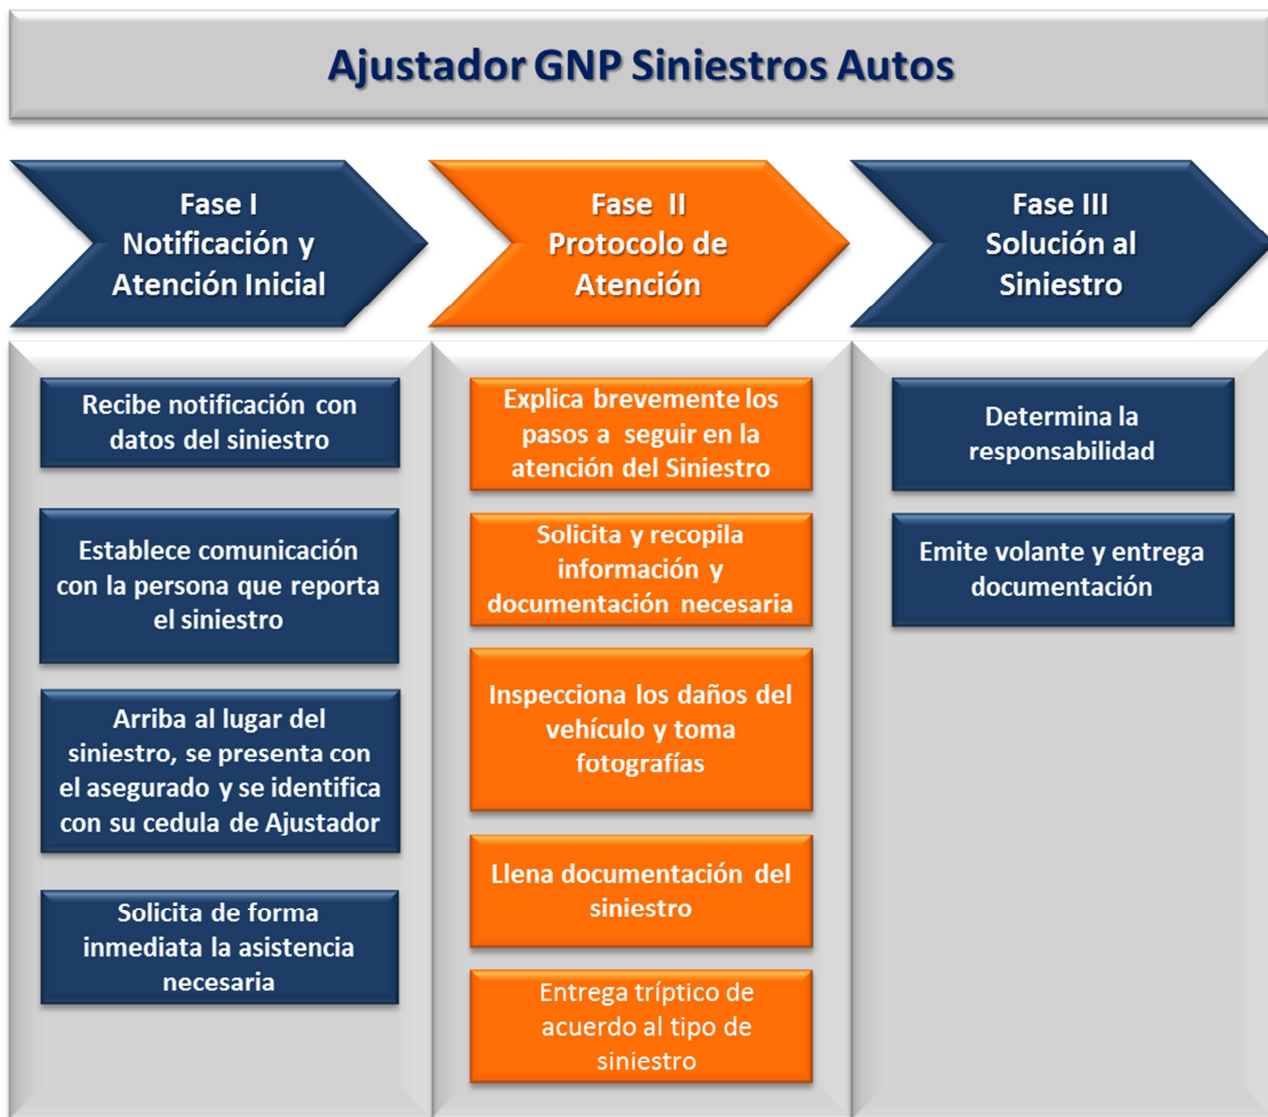 Ajustador GNP Siniestros Autos
Fase I
Notificación y
Atención Inicial
Fase II
Protocolo de
Atención
Fase III
Solución al
Siniestro
Recibe notificación con
datos del siniestro
Establece comunicación
con la persona que reporta
el siniestro
Arriba al lugar del
siniestro, se presenta con
el asegurado y se identifica
con su cedula de Ajustador
Solicita de forma
inmediata la asistencia
necesaria
Explica brevemente los
pasos a seguir en la
atención del Siniestro
Solicita y recopila
información y
documentación necesaria
Inspecciona los daños del
vehículo y toma
fotografías
Llena documentación del
siniestro
Entrega tríptico de
acuerdo al tipo de
siniestro
Determina la
responsabilidad
Emite volante y entrega
documentación